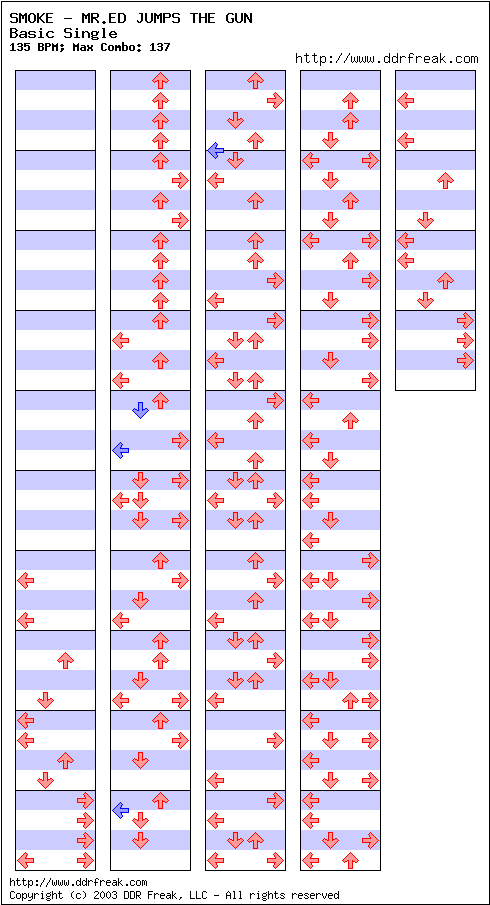 SMOKE - MR.ED JUMPS THE GUN
Basic Single
135 BPM; Max Combo: 137
http://www.ddrfreak.com
http://www.ddrfreak.com
Copyright (c) 2003 DDR Freak, LLC - All rights reserved